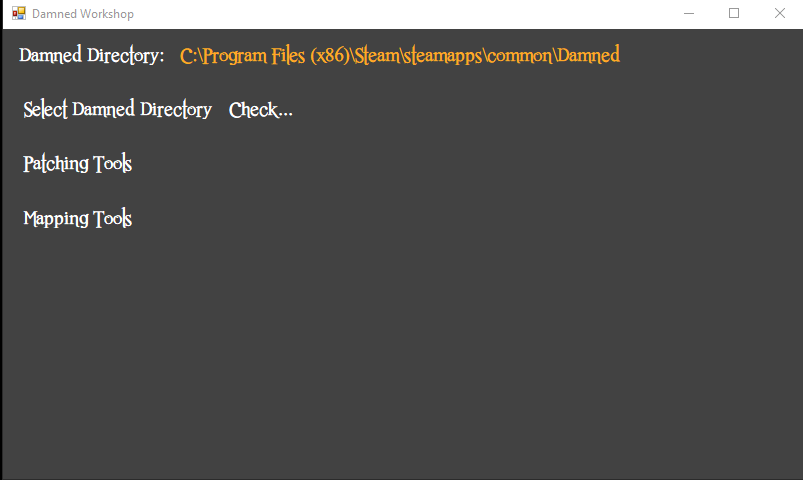 Damned Workshop
Damned Directory: C:\Program Files (x86)\Steam\steamapps\common\Damned
Select Damned Directory Check...
Patching Tools
Mapping Tools